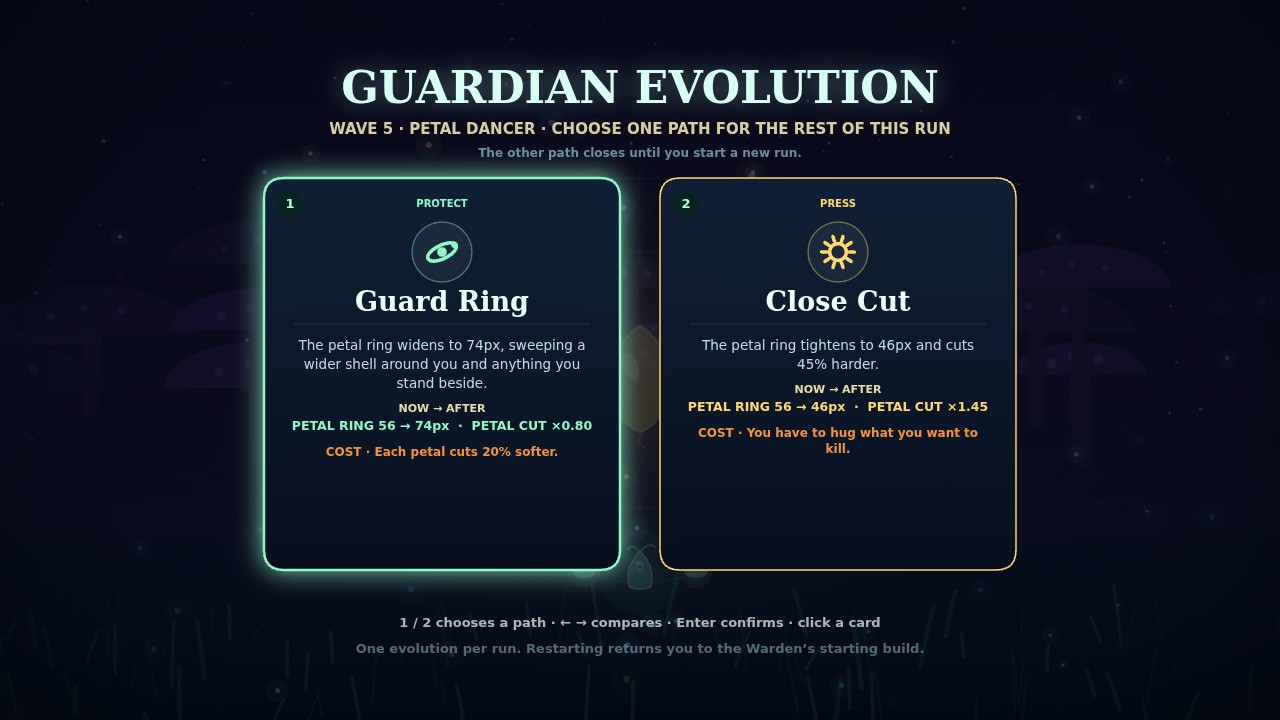 GUARDIAN EVOLUTION
WAVE 5 · PETAL DANCER · CHOOSE ONE PATH FOR THE REST OF THIS RUN
The other path closes until you start a new run.
1
PROTECT
Guard Ring
The petal ring widens to 74px, sweeping a
wider shell around you and anything you
stand beside.
NOW → AFTER
PETAL RING 56 → 74px · PETAL CUT ×0.80
COST · Each petal cuts 20% softer.
2
PRESS
Close Cut
The petal ring tightens to 46px and cuts
45% harder.
NOW → AFTER
PETAL RING 56 → 46px · PETAL CUT ×1.45
COST · You have to hug what you want to
kill.
1 / 2 chooses a path · ← → compares · Enter confirms · click a card
One evolution per run. Restarting returns you to the Warden’s starting build.